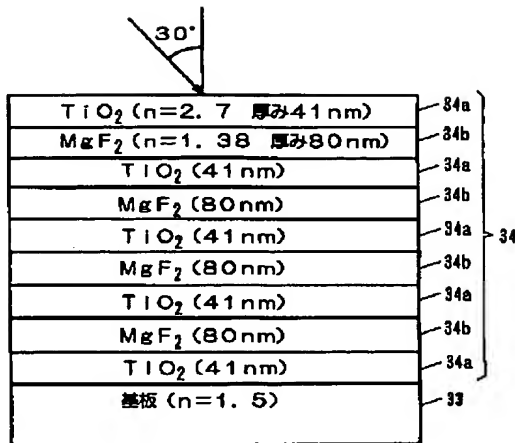 30°
TiO₂(n=2.7 厚み41nm) 34a
MgF₂(n=1.38 厚み80nm) 34b
TiO₂(41nm) 34a
MgF₂(80nm) 34b
TiO₂(41nm) 34a
34
MgF₂(80nm) 34b
TiO₂(41nm) 34a
MgF₂(80nm) 34b
TiO₂(41nm) 34a
基板(n=1.5) 33